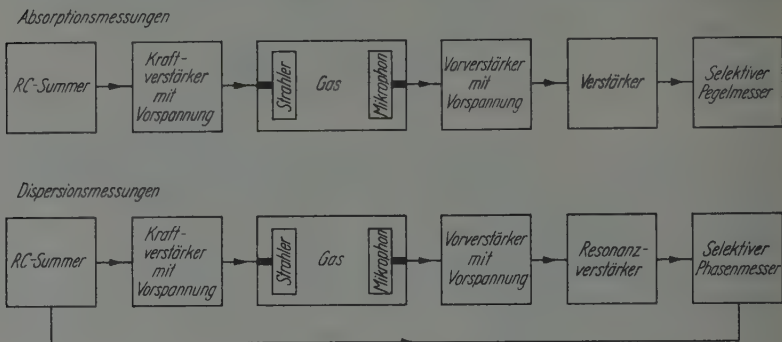 Absorptionsmessungen
RC-Summer
Kraft-
verstärker
mit
Vorspannung
Strahler
Gas
Mikrophon
Vorverstärker
mit
Vorspannung
Verstärker
Selektiver
Pegelmesser
Dispersionsmessungen
RC-Summer
Kraft-
verstärker
mit
Vorspannung
Strahler
Gas
Mikrophon
Vorverstärker
mit
Vorspannung
Resonanz-
verstärker
Selektiver
Phasenmesser